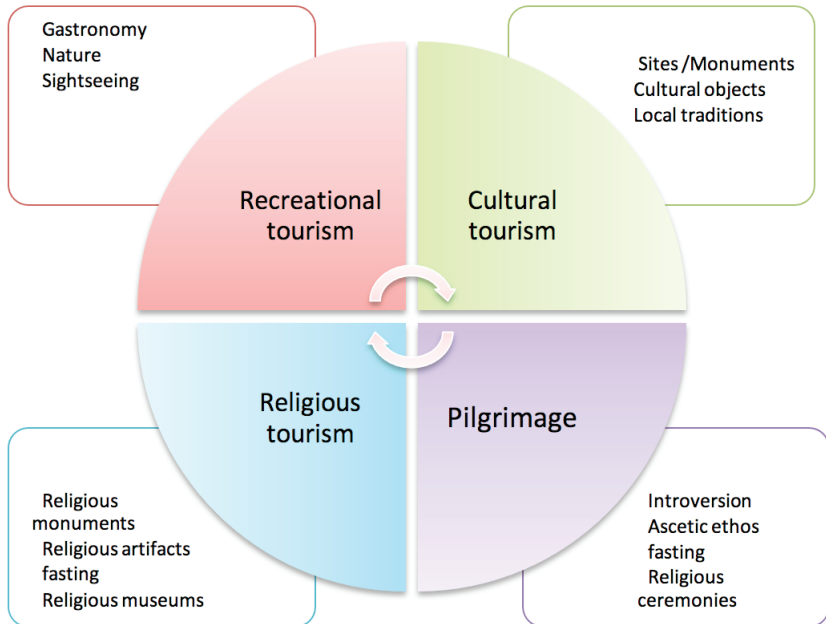 Gastronomy
Nature
Sightseeing
Sites /Monuments
Cultural objects
Local traditions
Recreational
tourism
Cultural
tourism
Religious
tourism
Pilgrimage
Religious
monuments
Religious artifacts
fasting
Religious museums
Introversion
Ascetic ethos
fasting
Religious
ceremonies